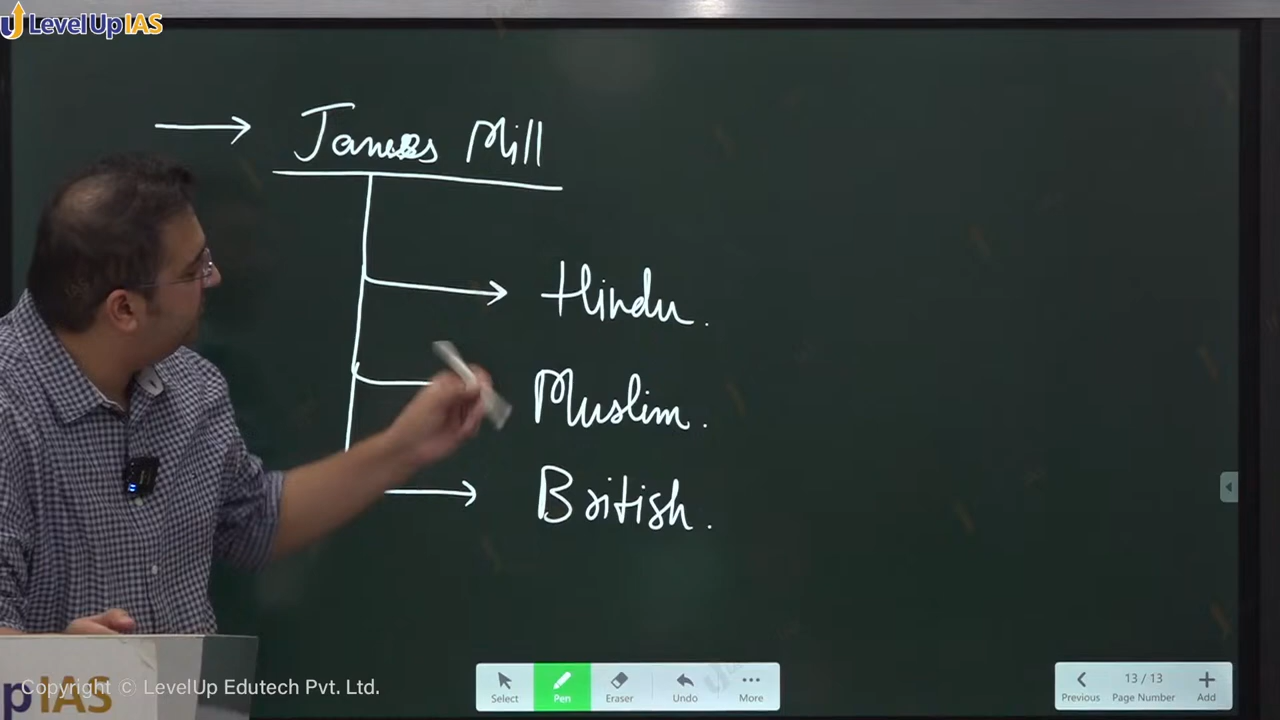 LevelUp IAS
James Mill
Hindu.
Muslim.
British.
Select
Pen
Eraser
Undo
More
Previous
13 / 13
Page Number
Add
pIAS
Copyright © LevelUp Edutech Pvt. Ltd.